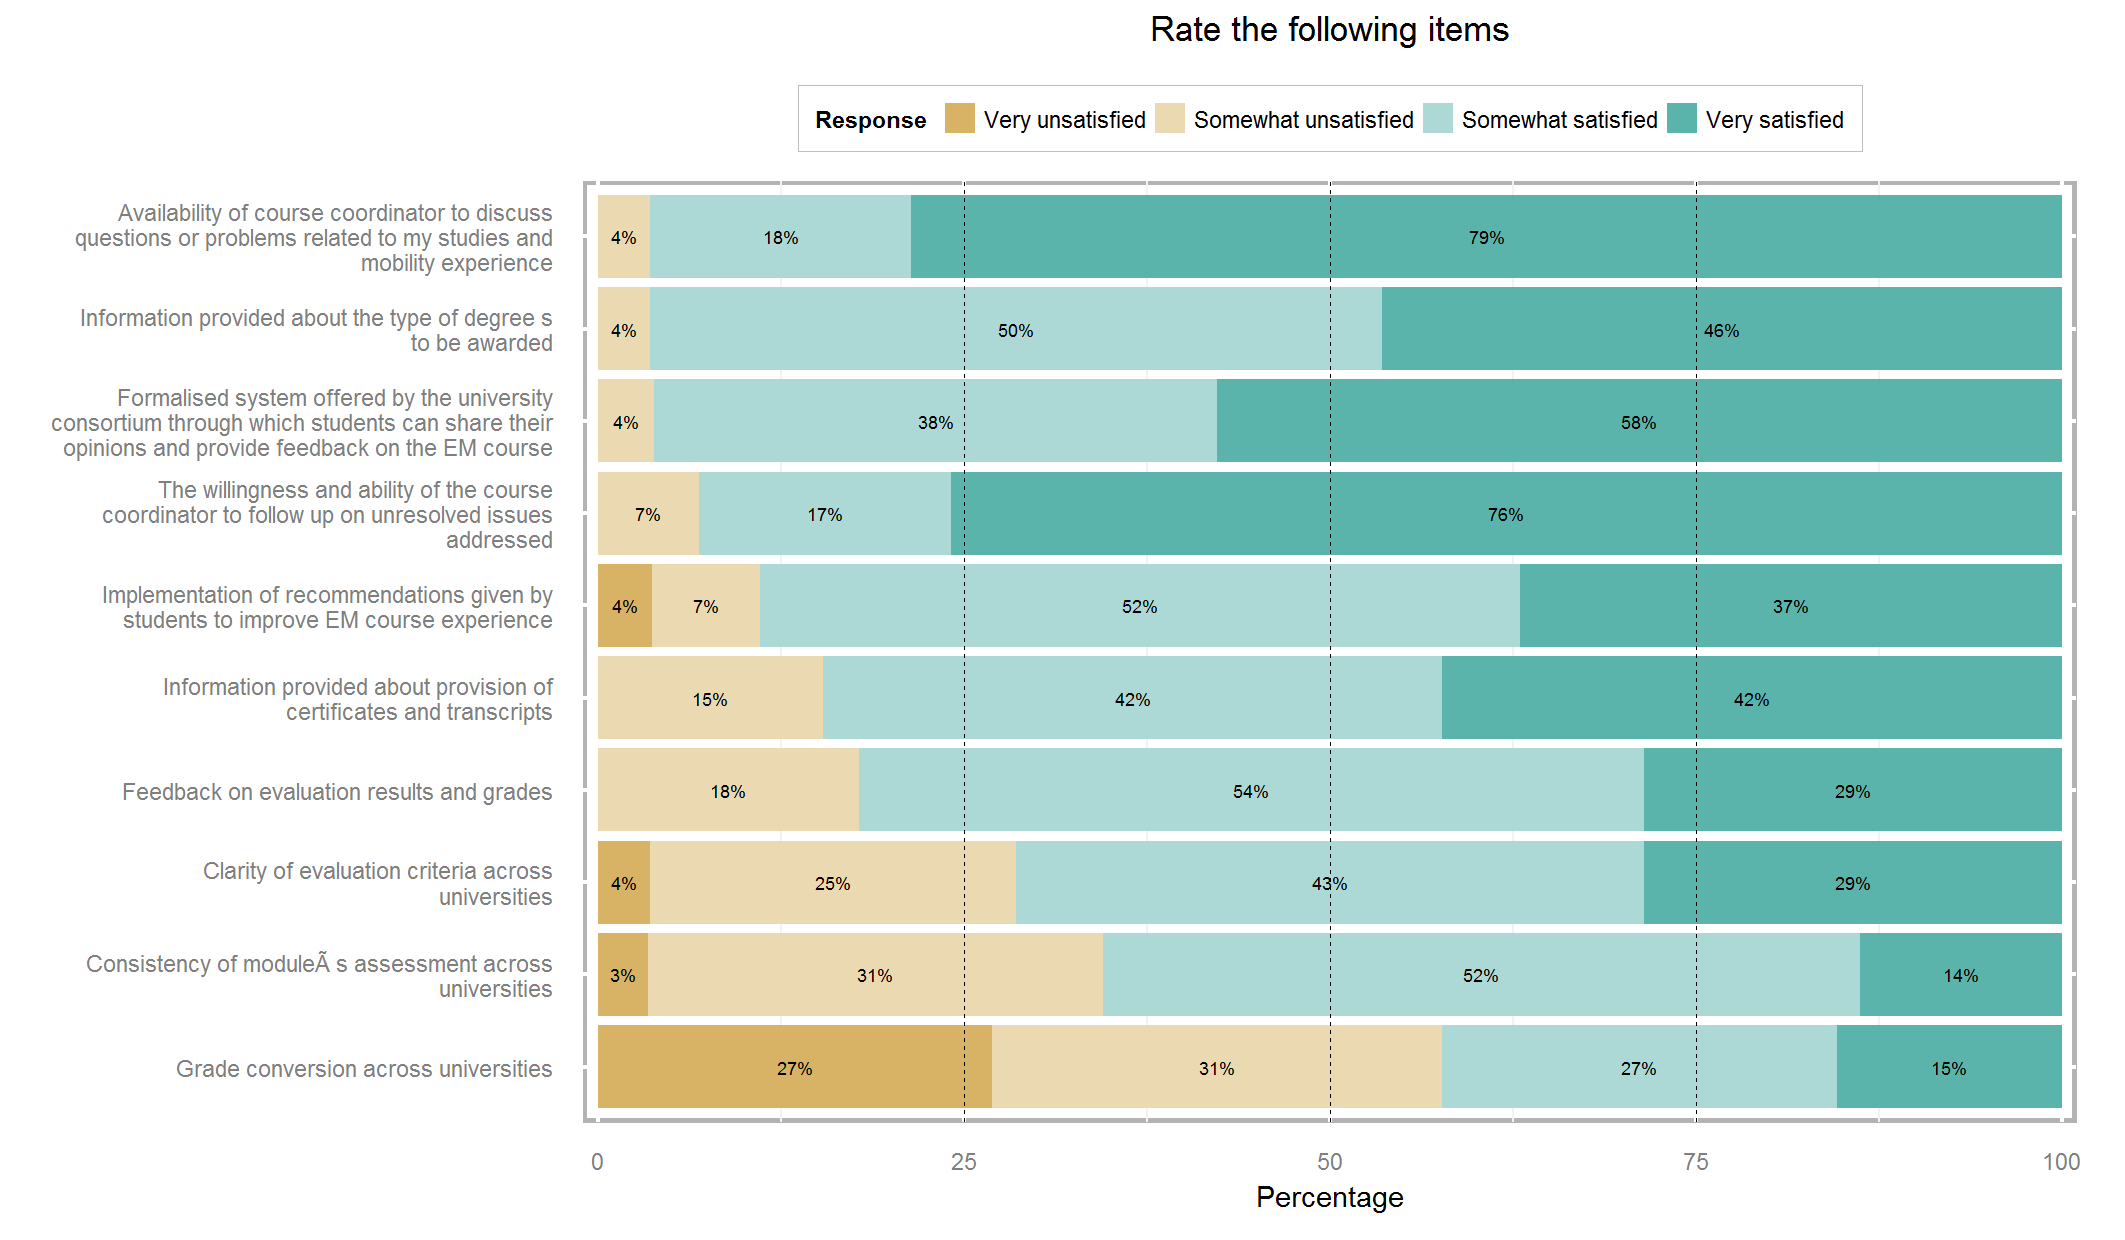 Rate the following items
Response Very unsatisfied Somewhat unsatisfied Somewhat satisfied Very satisfied
Availability of course coordinator to discuss
questions or problems related to my studies and
mobility experience
4% 18% 79%
Information provided about the type of degree s
to be awarded
4% 50% 46%
Formalised system offered by the university
consortium through which students can share their
opinions and provide feedback on the EM course
4% 38% 58%
The willingness and ability of the course
coordinator to follow up on unresolved issues
addressed
7% 17% 76%
Implementation of recommendations given by
students to improve EM course experience
4% 7% 52% 37%
Information provided about provision of
certificates and transcripts
15% 42% 42%
Feedback on evaluation results and grades
18% 54% 29%
Clarity of evaluation criteria across
universities
4% 25% 43% 29%
Consistency of moduleÃ s assessment across
universities
3% 31% 52% 14%
Grade conversion across universities
27% 31% 27% 15%
0 25 50 75 100
Percentage